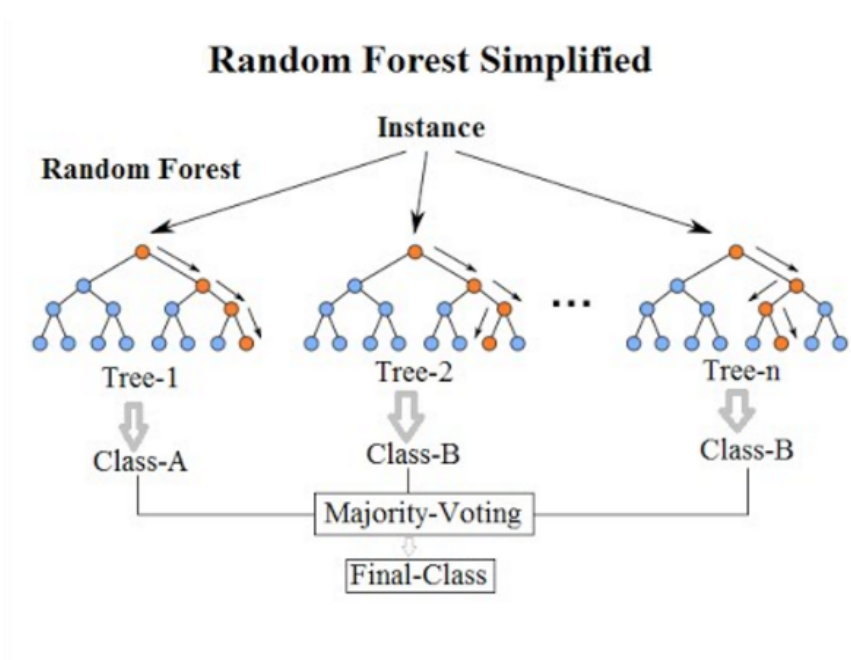 Random Forest Simplified
Instance
Random Forest
...
Tree-1
Tree-2
Tree-n
Class-A
Class-B
Class-B
Majority-Voting
Final-Class